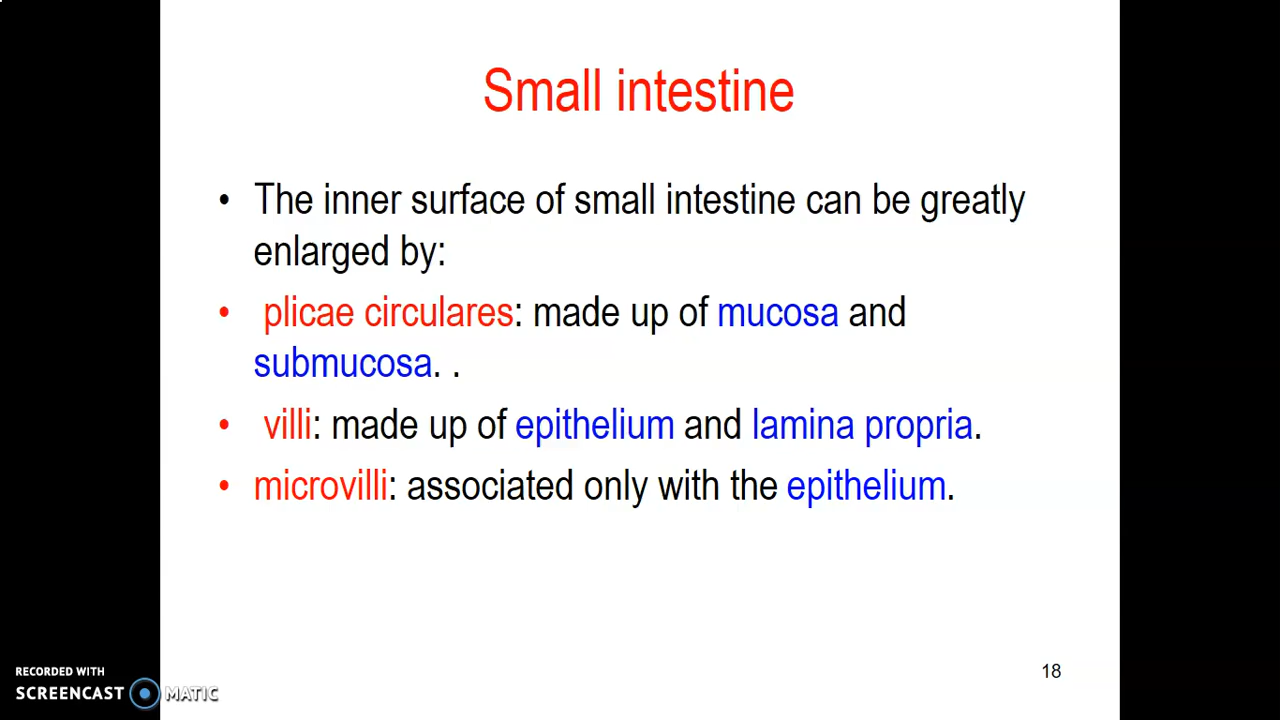 Small intestine
• The inner surface of small intestine can be greatly
enlarged by:
• plicae circulares: made up of mucosa and
submucosa. .
• villi: made up of epithelium and lamina propria.
• microvilli: associated only with the epithelium.
18
RECORDED WITH
SCREENCAST MATIC